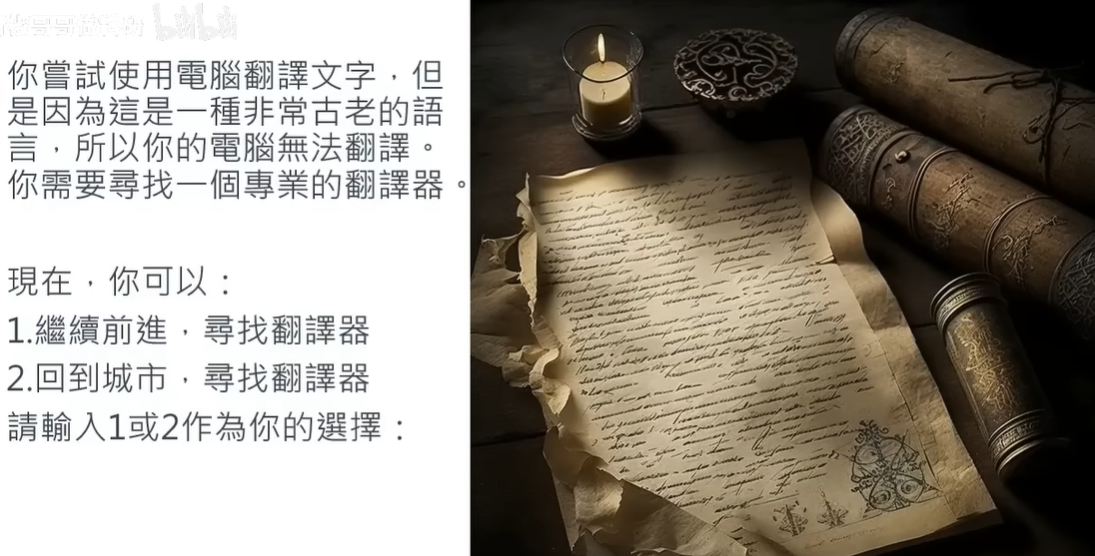 你嘗試使用電腦翻譯文字，但
是因為這是一種非常古老的語
言，所以你的電腦無法翻譯。
你需要尋找一個專業的翻譯器。
現在，你可以：
1.繼續前進，尋找翻譯器
2.回到城市，尋找翻譯器
請輸入1或2作為你的選擇：